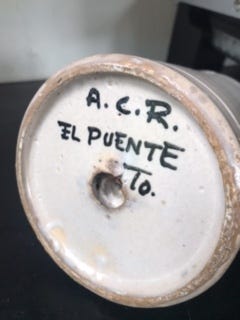 A.C.R.
EL PUENTE
TO.